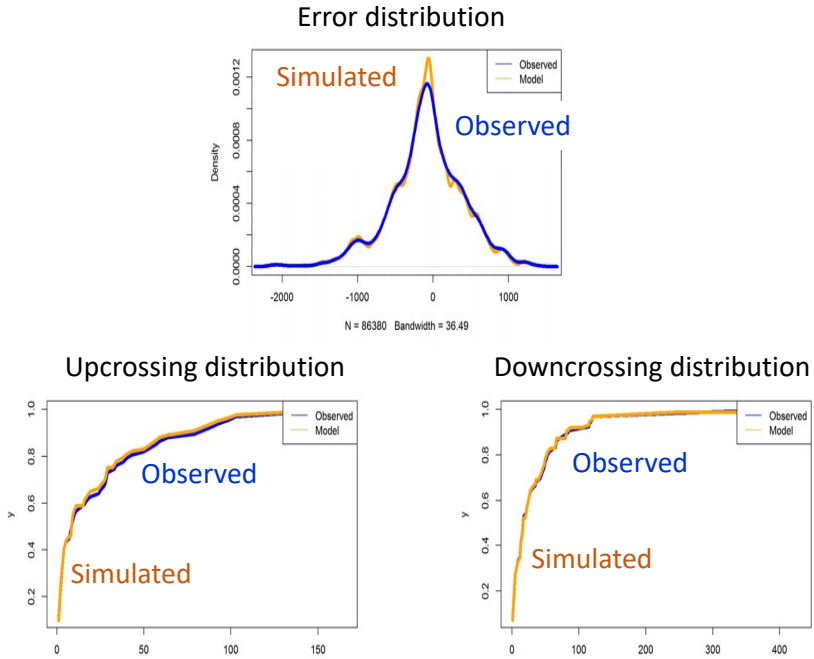 Error distribution
Simulated
Observed
Observed
Model
Density
0.0012
0.0008
0.0004
0.0000
-2000 -1000 0 1000
N = 86380 Bandwidth = 36.49
Upcrossing distribution
Observed
Model
Observed
Simulated
y
1.0
0.8
0.6
0.4
0.2
0 50 100 150
Downcrossing distribution
Observed
Model
Observed
Simulated
y
1.0
0.8
0.6
0.4
0.2
0 100 200 300 400